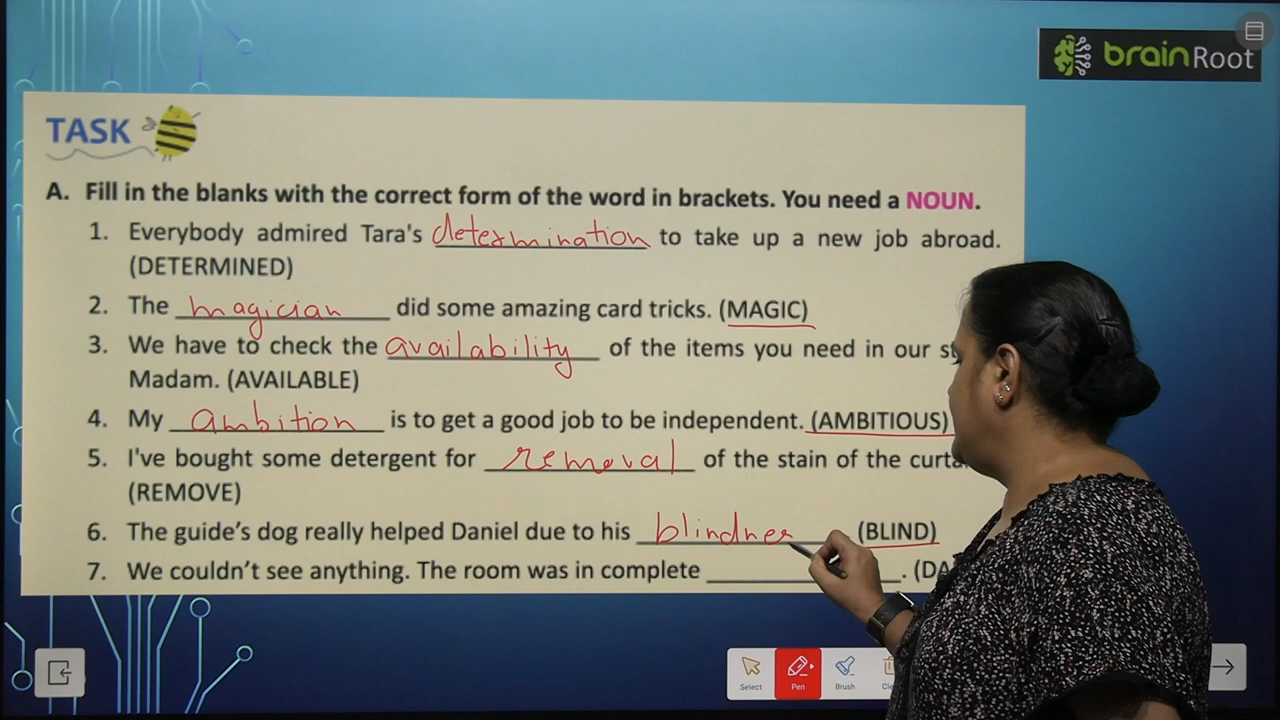 brainRoot
TASK
A. Fill in the blanks with the correct form of the word in brackets. You need a NOUN.
1. Everybody admired Tara's determination to take up a new job abroad.
(DETERMINED)
2. The magician did some amazing card tricks. (MAGIC)
3. We have to check the availability of the items you need in our
Madam. (AVAILABLE)
4. My ambition is to get a good job to be independent. (AMBITIOUS)
5. I've bought some detergent for removal of the stain of the
(REMOVE)
6. The guide's dog really helped Daniel due to his blindnes (BLIND)
7. We couldn't see anything. The room was in complete ____________.
Select Pen Brush